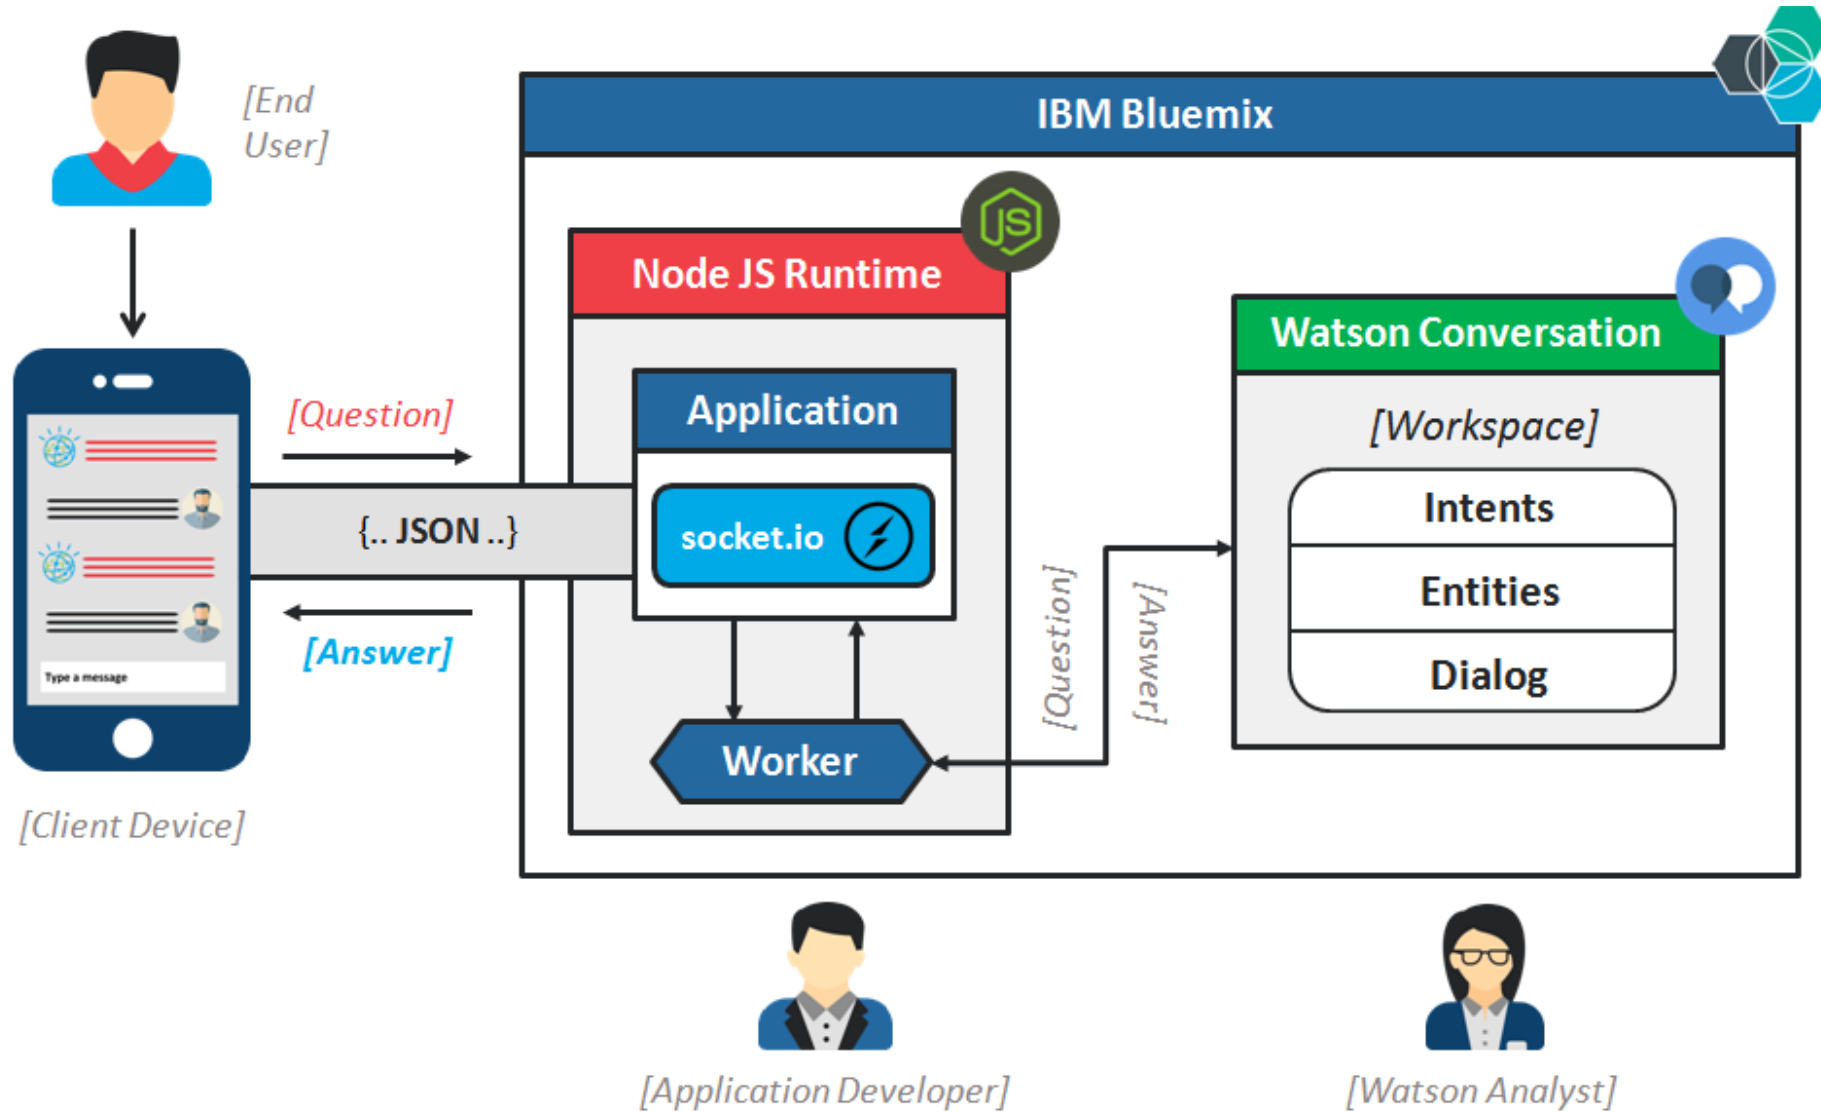 [End
User]
IBM Bluemix
JS
Node JS Runtime
Watson Conversation
[Question]
Application
[Workspace]
{.. JSON ..}
socket.io
Intents
Entities
Dialog
[Answer]
Type a message
[Question]
[Answer]
Worker
[Client Device]
[Application Developer]
[Watson Analyst]